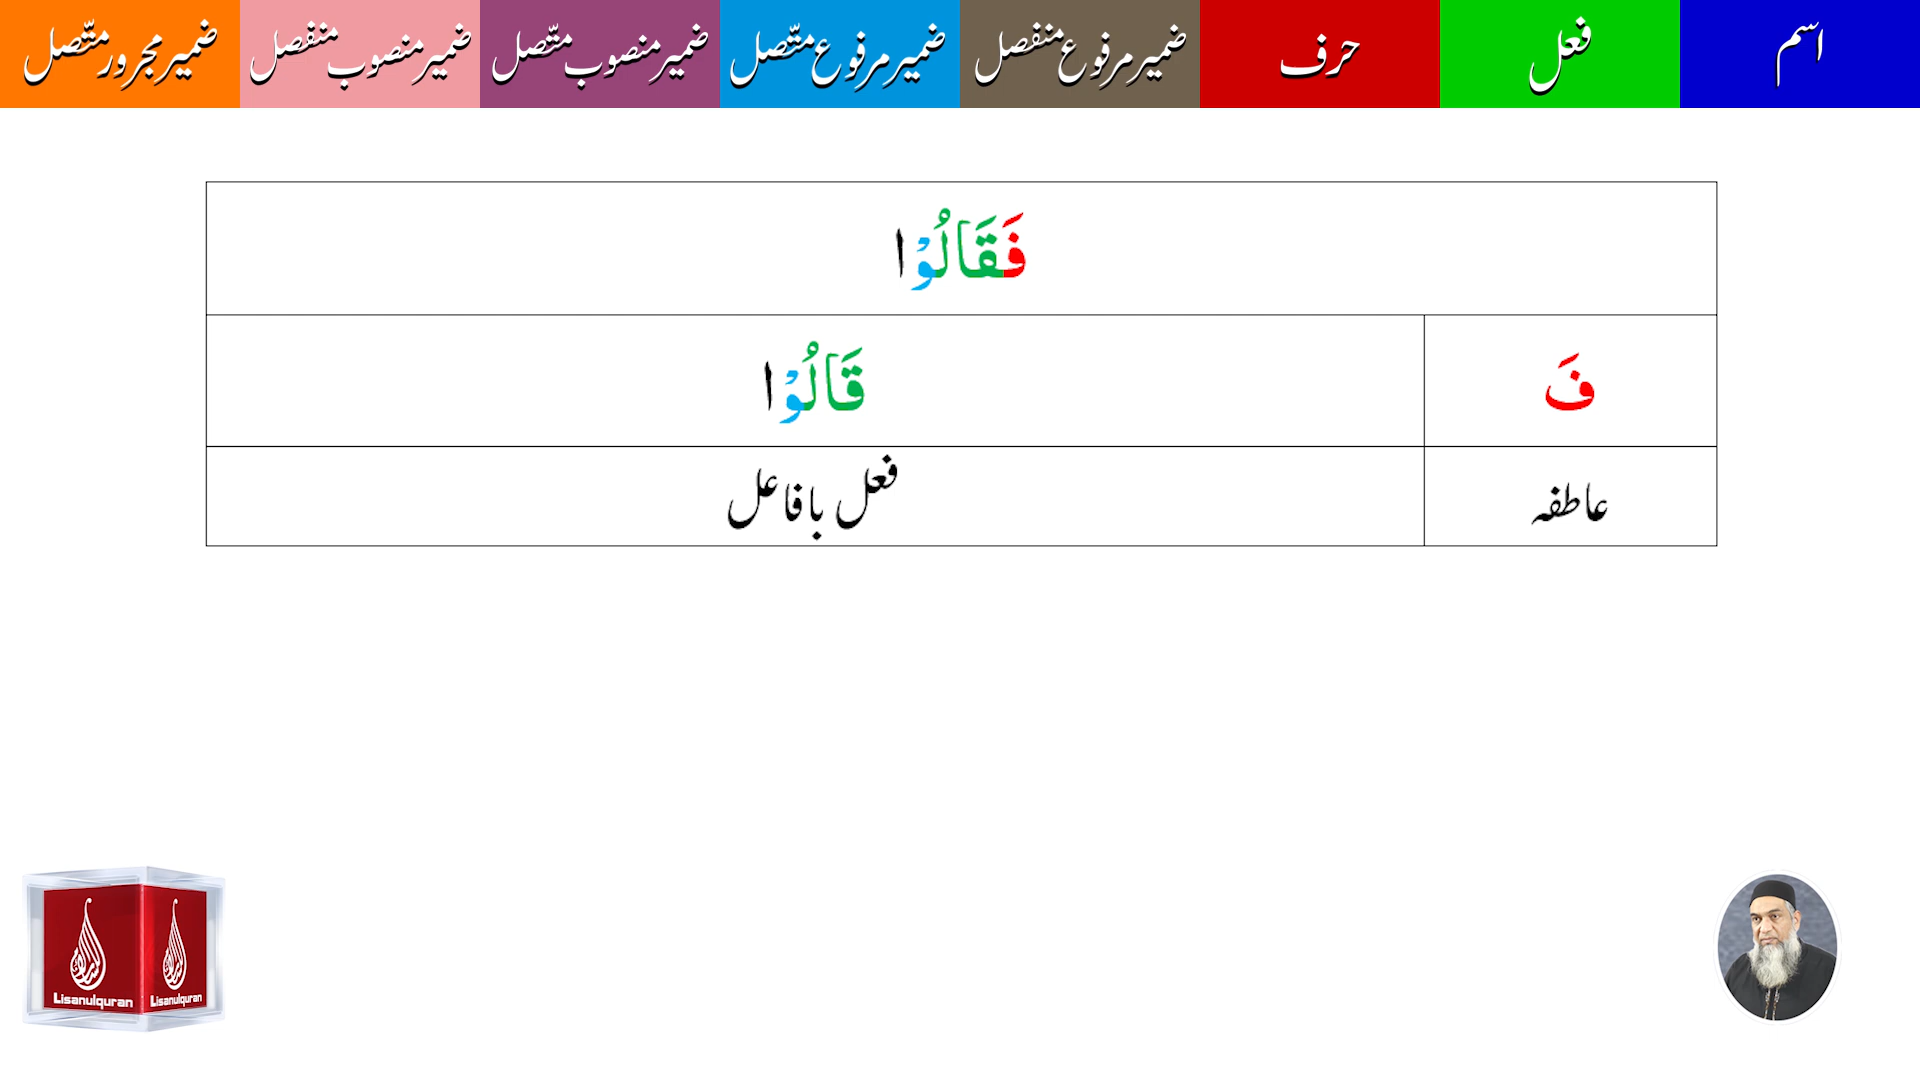 اسم فعل حرف ضمیر مرفوع منفصل ضمیر مرفوع متّصل ضمیر منصوب متّصل ضمیر منصوب منفصل ضمیر مجرور متّصل
فَقَالُوْا
فَ قَالُوْا
عاطفہ فعل بافاعل
Lisanulquran Lisanulquran